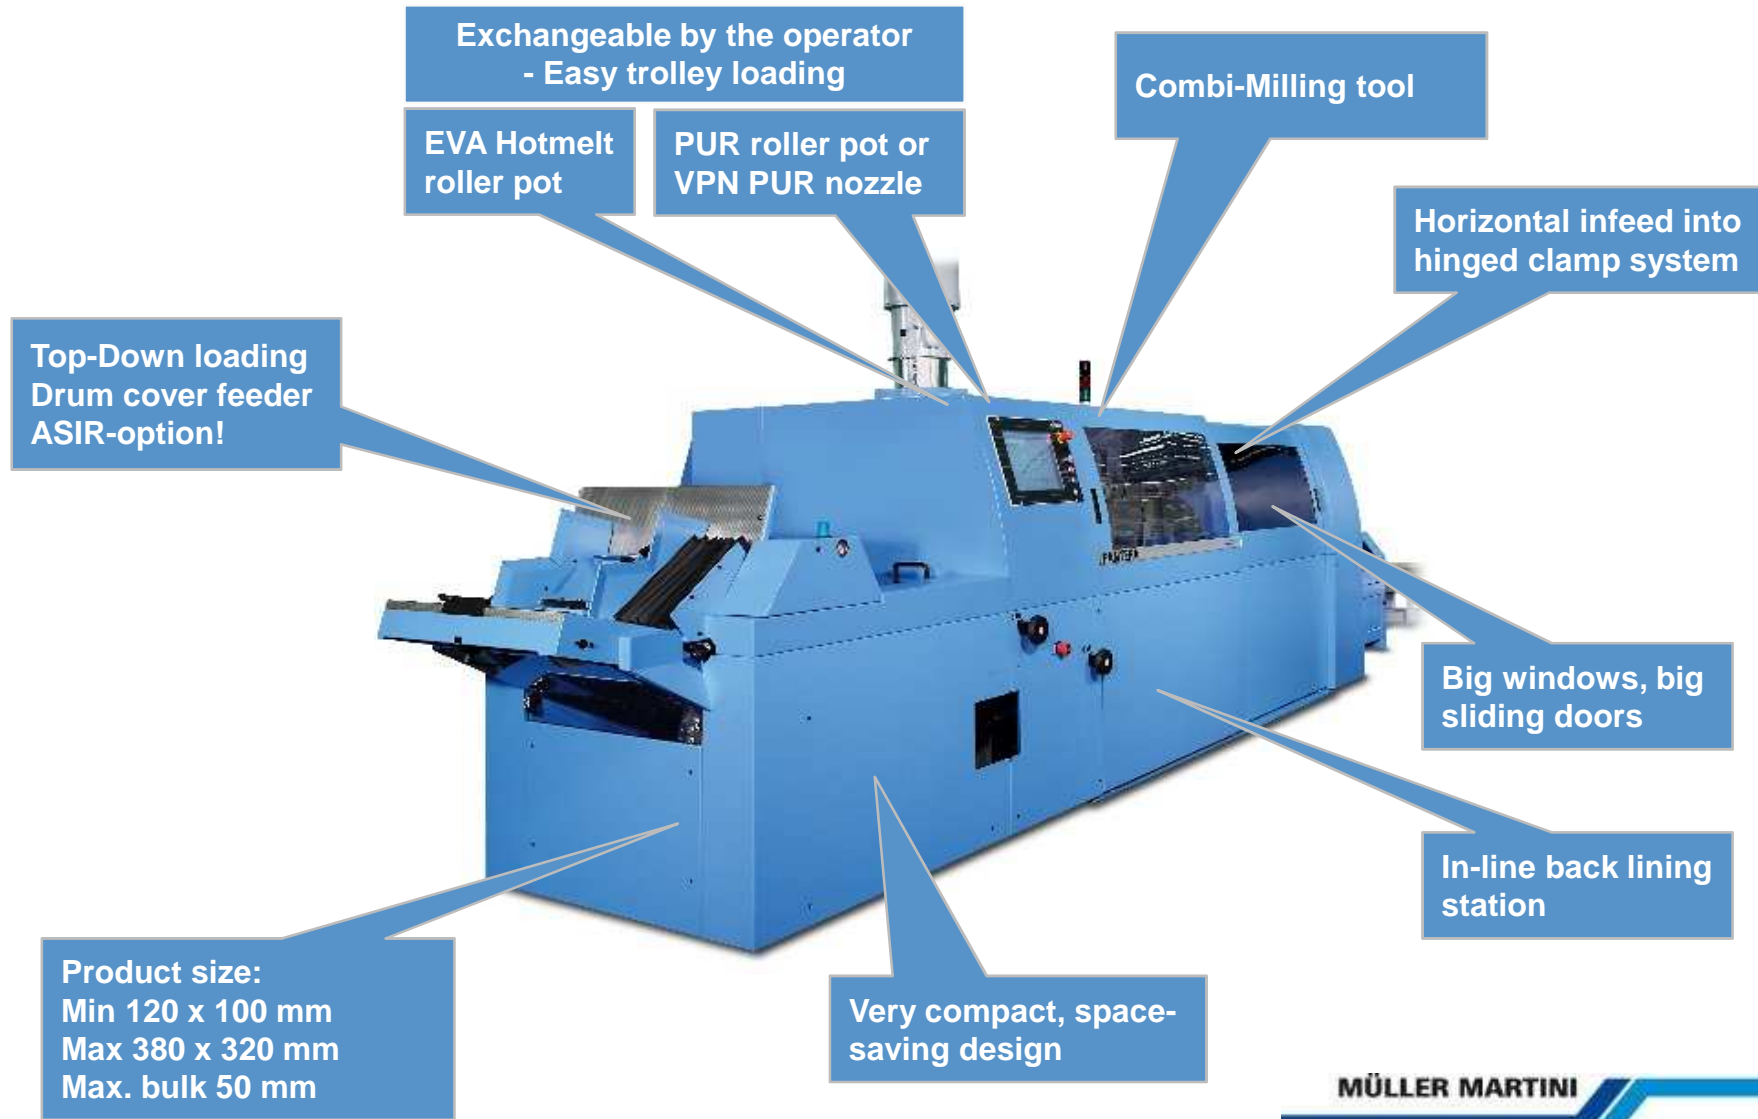 Exchangeable by the operator
- Easy trolley loading
EVA Hotmelt
roller pot
PUR roller pot or
VPN PUR nozzle
Combi-Milling tool
Horizontal infeed into
hinged clamp system
Top-Down loading
Drum cover feeder
ASIR-option!
PANTERA
Big windows, big
sliding doors
In-line back lining
station
Product size:
Min 120 x 100 mm
Max 380 x 320 mm
Max. bulk 50 mm
Very compact, space-
saving design
MÜLLER MARTINI